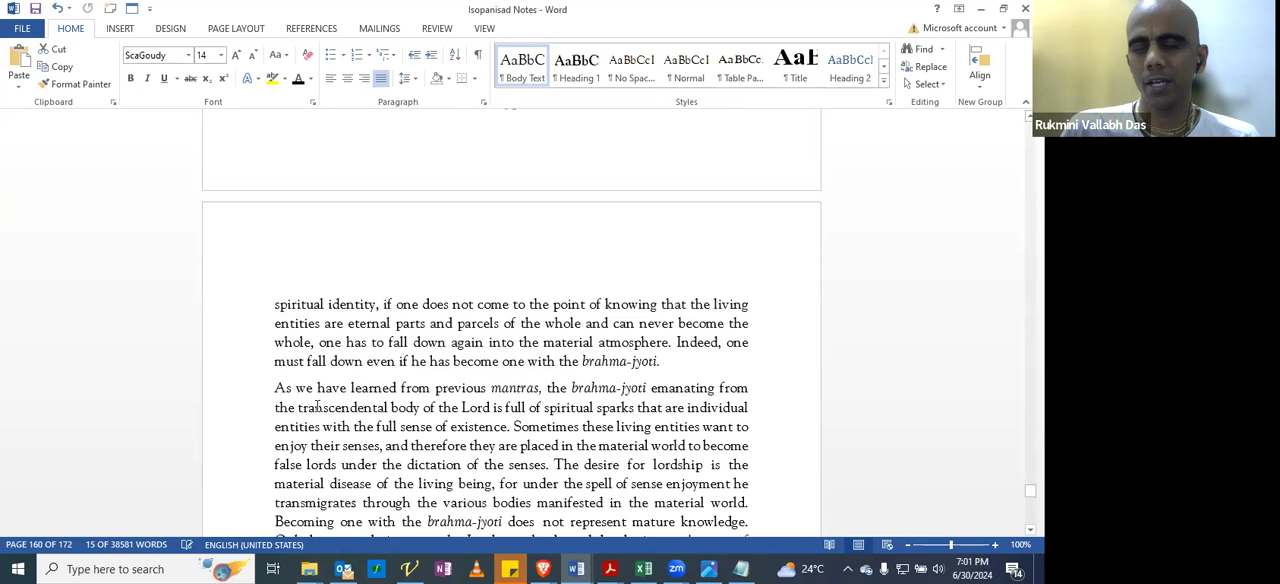 Isopanisad Notes - Word
FILE HOME INSERT DESIGN PAGE LAYOUT REFERENCES MAILINGS REVIEW VIEW Microsoft account
Paste
Cut
Copy
Format Painter
Clipboard
ScaGoudy 14
Font
Paragraph
AaBbC AaBbC AaBbCcI AaBbCcI AaBbCc. AaBl AaBbCcl
¶ Body Text Heading 1 ¶ No Spac... ¶ Normal ¶ Table Pa... ¶ Title Heading 2
Styles
Find
Replace
Select
Editing
Align
New Group
Rukmini Vallabh Das
spiritual identity, if one does not come to the point of knowing that the living
entities are eternal parts and parcels of the whole and can never become the
whole, one has to fall down again into the material atmosphere. Indeed, one
must fall down even if he has become one with the brahma-jyoti.
As we have learned from previous mantras, the brahma-jyoti emanating from
the transcendental body of the Lord is full of spiritual sparks that are individual
entities with the full sense of existence. Sometimes these living entities want to
enjoy their senses, and therefore they are placed in the material world to become
false lords under the dictation of the senses. The desire for lordship is the
material disease of the living being, for under the spell of sense enjoyment he
transmigrates through the various bodies manifested in the material world.
Becoming one with the brahma-jyoti does not represent mature knowledge.
PAGE 160 OF 172 15 OF 38581 WORDS ENGLISH (UNITED STATES) 100%
Type here to search
24°C
7:01 PM
6/30/2024
14